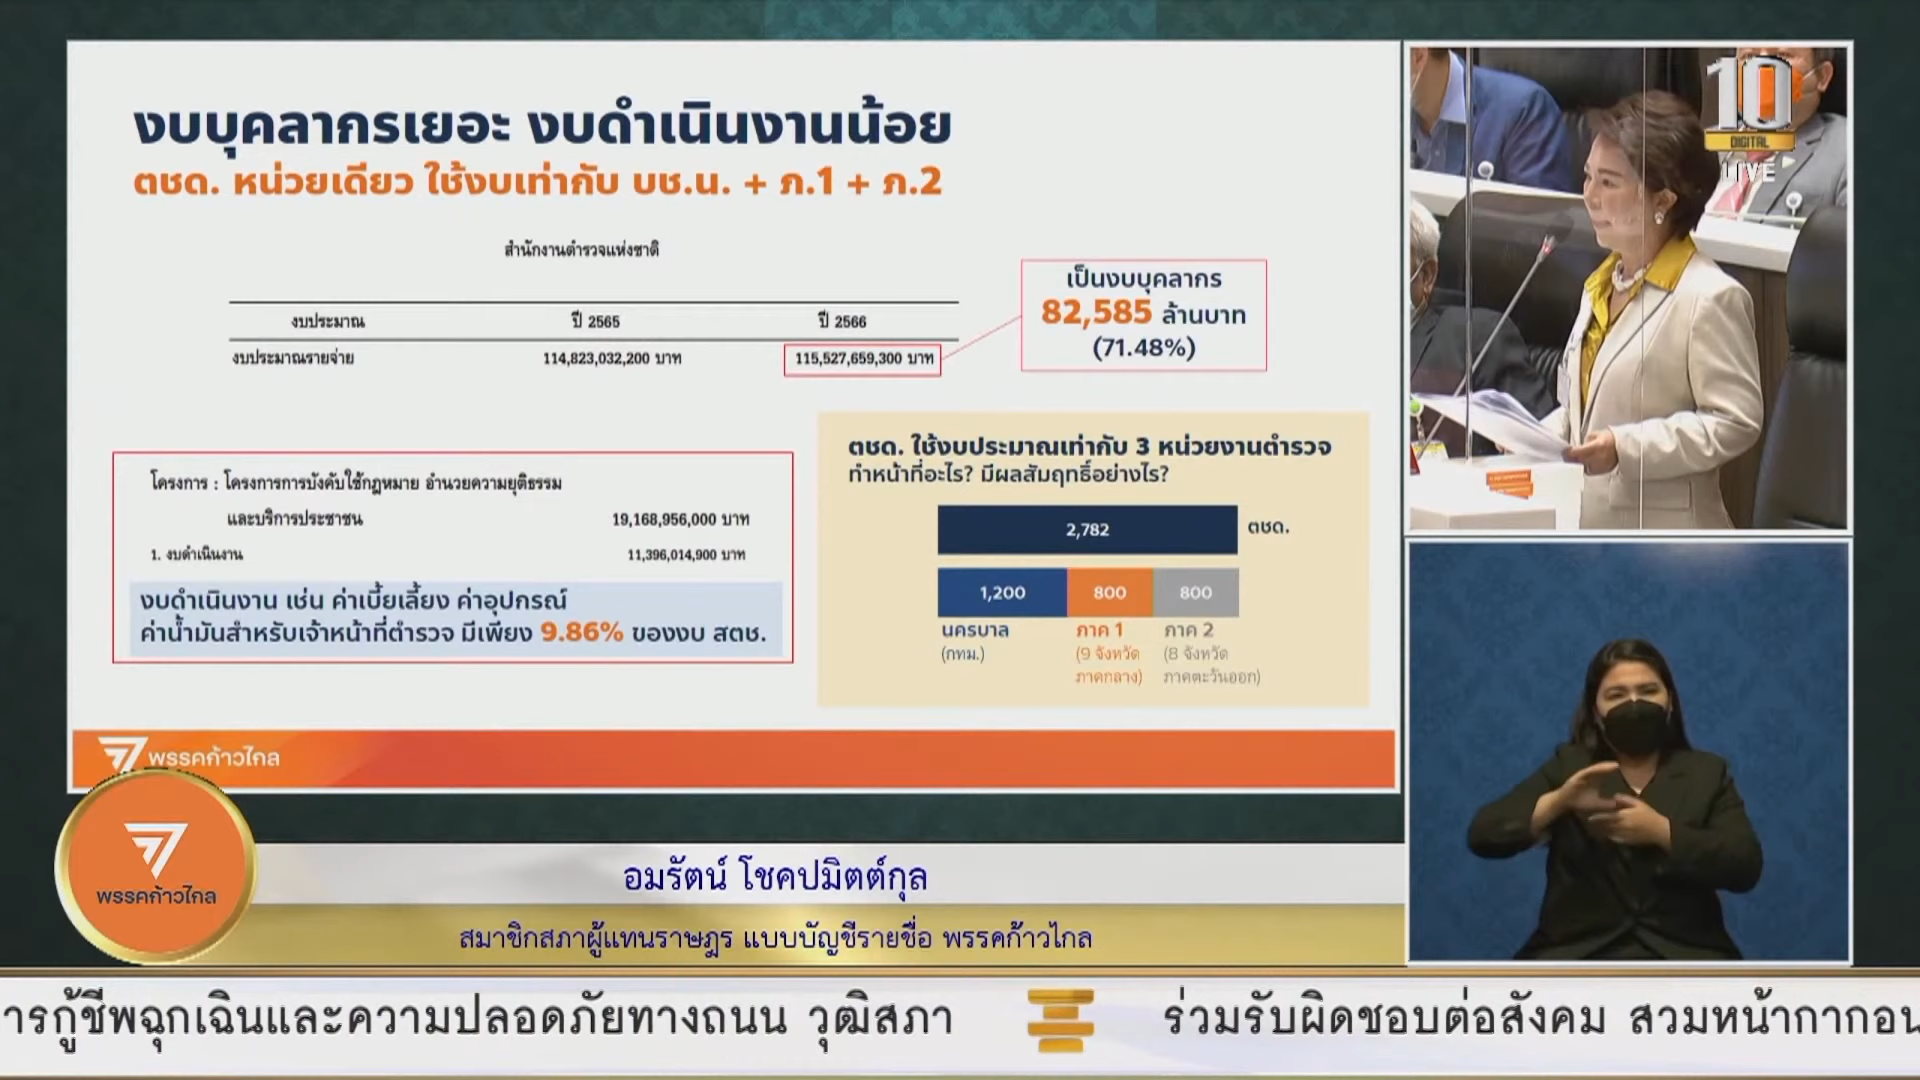 งบบุคลากรเยอะ งบดำเนินงานน้อย
ตชด. หน่วยเดียว ใช้งบเท่ากับ บช.น. + ภ.1 + ภ.2
สำนักงานตำรวจแห่งชาติ
งบประมาณ ปี 2565 ปี 2566
งบประมาณรายจ่าย 114,823,032,200 บาท 115,527,659,300 บาท
เป็นงบบุคลากร
82,585 ล้านบาท
(71.48%)
โครงการ : โครงการการบังคับใช้กฎหมาย อำนวยความยุติธรรม
และบริการประชาชน 19,168,956,000 บาท
1. งบดำเนินงาน 11,396,014,900 บาท
งบดำเนินงาน เช่น ค่าเบี้ยเลี้ยง ค่าอุปกรณ์
ค่าน้ำมันสำหรับเจ้าหน้าที่ตำรวจ มีเพียง 9.86% ของงบ สตช.
ตชด. ใช้งบประมาณเท่ากับ 3 หน่วยงานตำรวจ
ทำหน้าที่อะไร? มีผลสัมฤทธิ์อย่างไร?
2,782 ตชด.
1,200 800 800
นครบาล ภาค 1 ภาค 2
(กทม.) (9 จังหวัด (8 จังหวัด
ภาคกลาง) ภาคตะวันออก)
พรรคก้าวไกล
10
DIGITAL
LIVE
พรรคก้าวไกล
อมรัตน์ โชคปมิตต์กุล
สมาชิกสภาผู้แทนราษฎร แบบบัญชีรายชื่อ พรรคก้าวไกล
ารกู้ชีพฉุกเฉินและความปลอดภัยทางถนน วุฒิสภา ร่วมรับผิดชอบต่อสังคม สวมหน้ากากอน